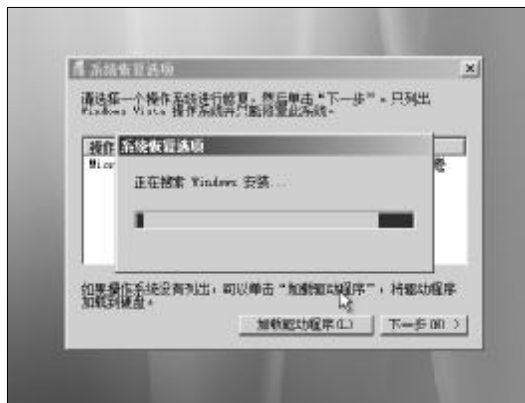 系统恢复选项
请选择一个操作系统进行修复，然后单击“下一步”。只列出
Windows Vista 操作系统并只能修复此系统。
操作
系统恢复选项
正在搜索 Windows 安装...
如果操作系统没有列出，可以单击“加载驱动程序”，将驱动程序
加载到硬盘。
加载驱动程序(L)
下一步(N) >